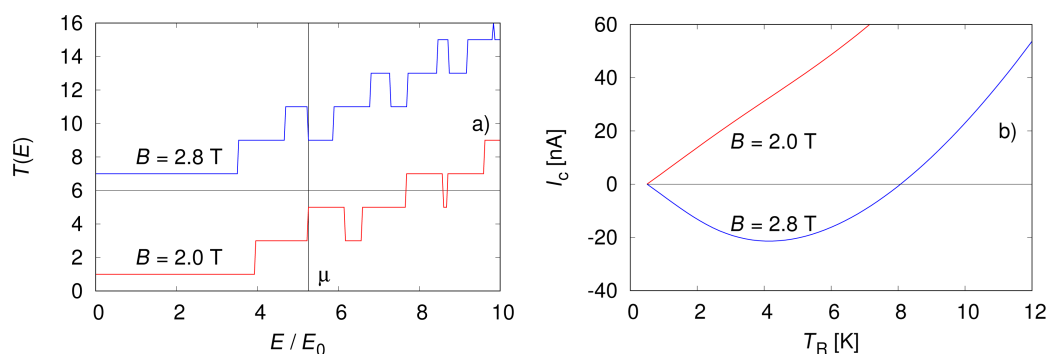 16
14
12
10
8
6
4
2
0
T(E)
a)
B = 2.8 T
B = 2.0 T
μ
0 2 4 6 8 10
E / E₀
60
40
20
0
-20
-40
I_c [nA]
b)
B = 2.0 T
B = 2.8 T
0 2 4 6 8 10 12
T_R [K]